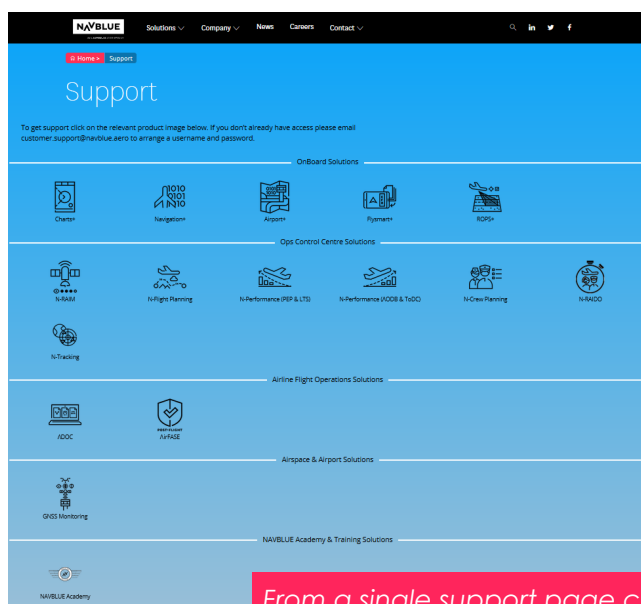 NAVBLUE
Solutions Company News Careers Contact
Home > Support
Support
To get support click on the relevant product image below. If you don't already have access please email
customer.support@navblue.aero to arrange a username and password.
OnBoard Solutions
Charts+ Navigation+ Airport+ Flysmart+ ROPS+
Ops Control Centre Solutions
N-RAIM N-Flight Planning N-Performance (PEP & LTS) N-Performance (AODB & ToDC) N-Crew Planning N-RAIDO
N-Tracking
Airline Flight Operations Solutions
ADOC AirFASE
Airspace & Airport Solutions
GNSS Monitoring
NAVBLUE Academy & Training Solutions
NAVBLUE Academy
From a single support page c